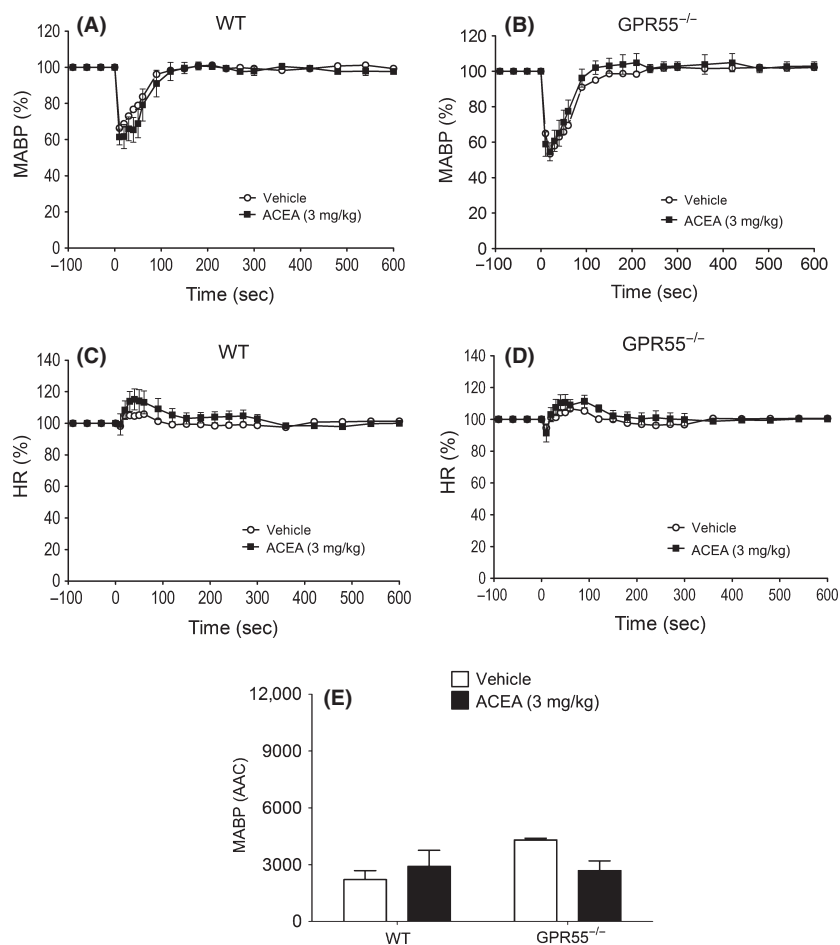 (A)
WT
MABP (%)
120
100
80
60
40
20
0
Vehicle
ACEA (3 mg/kg)
−100 0 100 200 300 400 500 600
Time (sec)
(B)
GPR55−/−
MABP (%)
120
100
80
60
40
20
0
Vehicle
ACEA (3 mg/kg)
−100 0 100 200 300 400 500 600
Time (sec)
(C)
WT
HR (%)
140
120
100
80
60
40
20
0
Vehicle
ACEA (3 mg/kg)
−100 0 100 200 300 400 500 600
Time (sec)
(D)
GPR55−/−
HR (%)
140
120
100
80
60
40
20
0
Vehicle
ACEA (3 mg/kg)
−100 0 100 200 300 400 500 600
Time (sec)
(E)
Vehicle
ACEA (3 mg/kg)
MABP (AAC)
12,000
9000
6000
3000
0
WT GPR55−/−